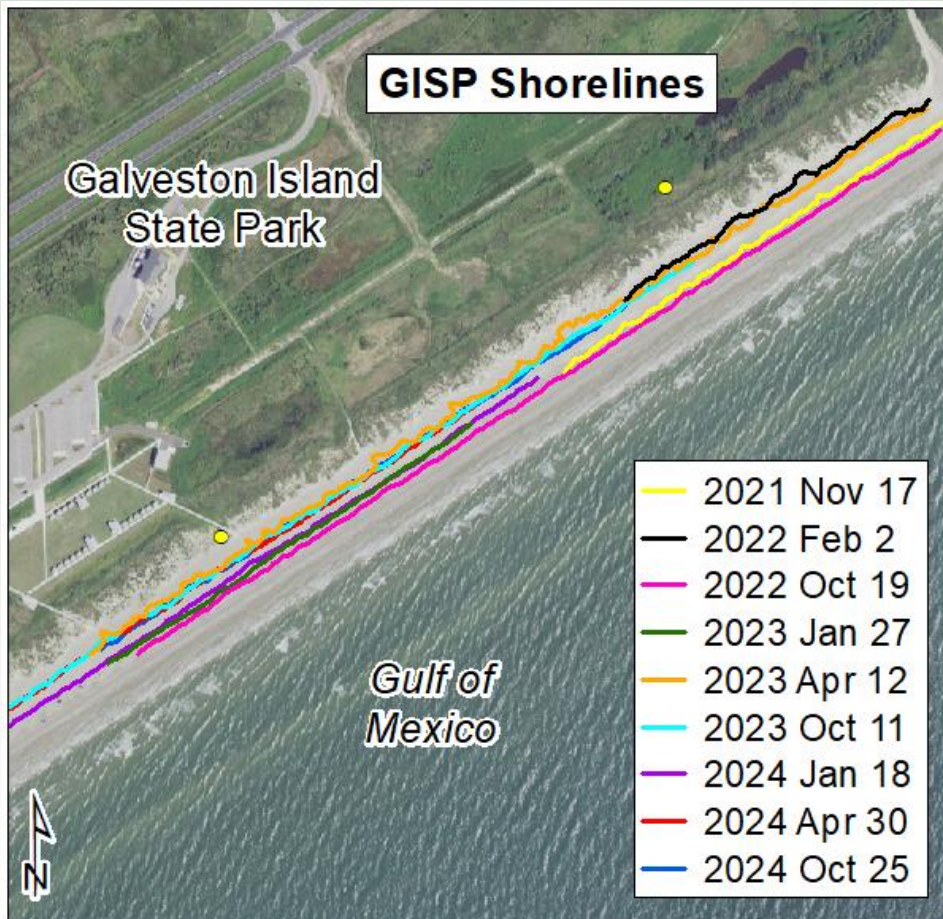 GISP Shorelines
Galveston Island
State Park
2021 Nov 17
2022 Feb 2
2022 Oct 19
2023 Jan 27
2023 Apr 12
2023 Oct 11
2024 Jan 18
2024 Apr 30
2024 Oct 25
Gulf of
Mexico
N